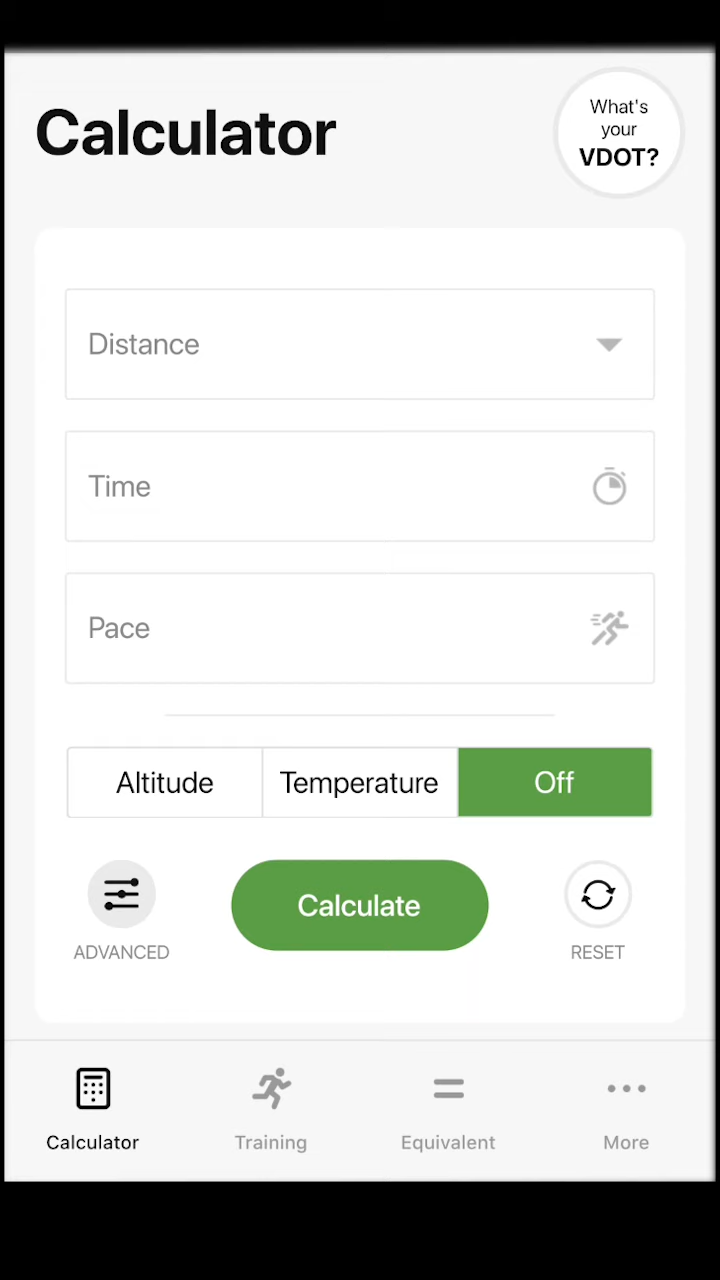 Calculator
What's
your
VDOT?
Distance
Time
Pace
Altitude Temperature Off
Calculate
ADVANCED RESET
Calculator Training Equivalent More